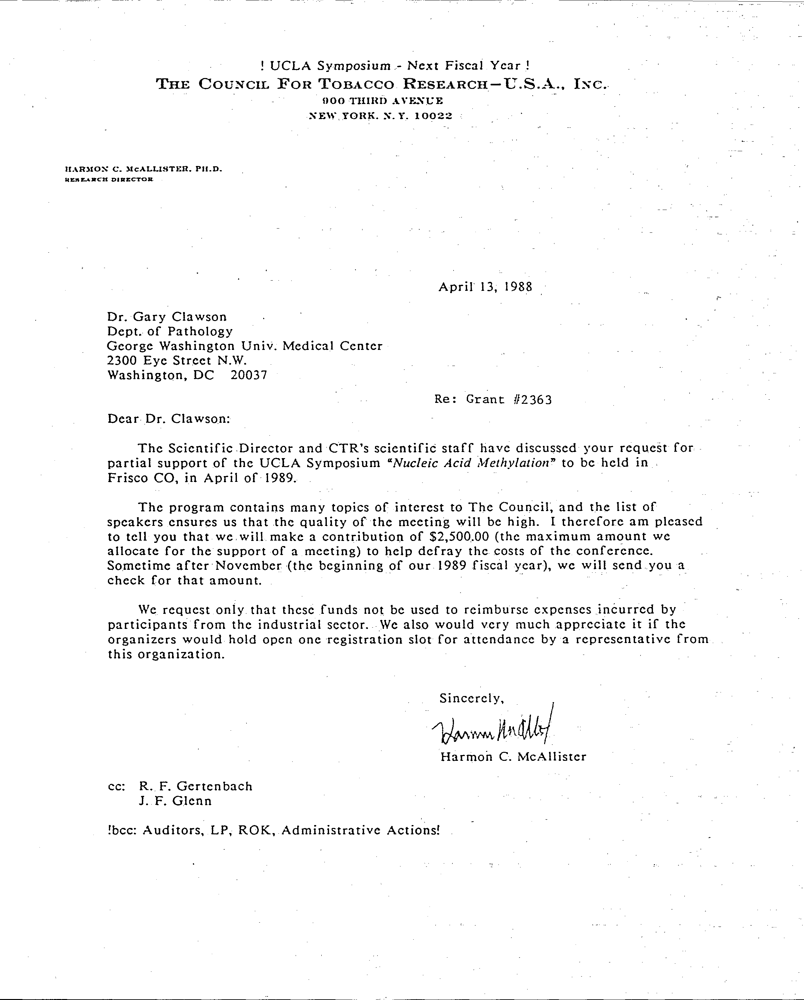 ! UCLA Symposium - Next Fiscal Year !
THE COUNCIL FOR TOBACCO RESEARCH—U.S.A., INC.
900 THIRD AVENUE
NEW YORK, N.Y. 10022
HARMON C. MCALLISTER, PH.D.
RESEARCH DIRECTOR
April 13, 1988
Dr. Gary Clawson
Dept. of Pathology
George Washington Univ. Medical Center
2300 Eye Street N.W.
Washington, DC 20037
Re: Grant #2363
Dear Dr. Clawson:
The Scientific Director and CTR's scientific staff have discussed your request for
partial support of the UCLA Symposium "Nucleic Acid Methylation" to be held in
Frisco CO, in April of 1989.
The program contains many topics of interest to The Council, and the list of
speakers ensures us that the quality of the meeting will be high. I therefore am pleased
to tell you that we will make a contribution of $2,500.00 (the maximum amount we
allocate for the support of a meeting) to help defray the costs of the conference.
Sometime after November (the beginning of our 1989 fiscal year), we will send you a
check for that amount.
We request only that these funds not be used to reimburse expenses incurred by
participants from the industrial sector. We also would very much appreciate it if the
organizers would hold open one registration slot for attendance by a representative from
this organization.
Sincerely,
Harmon C. McAllister
cc: R. F. Gertenbach
J. F. Glenn
!bcc: Auditors, LP, ROK, Administrative Actions!